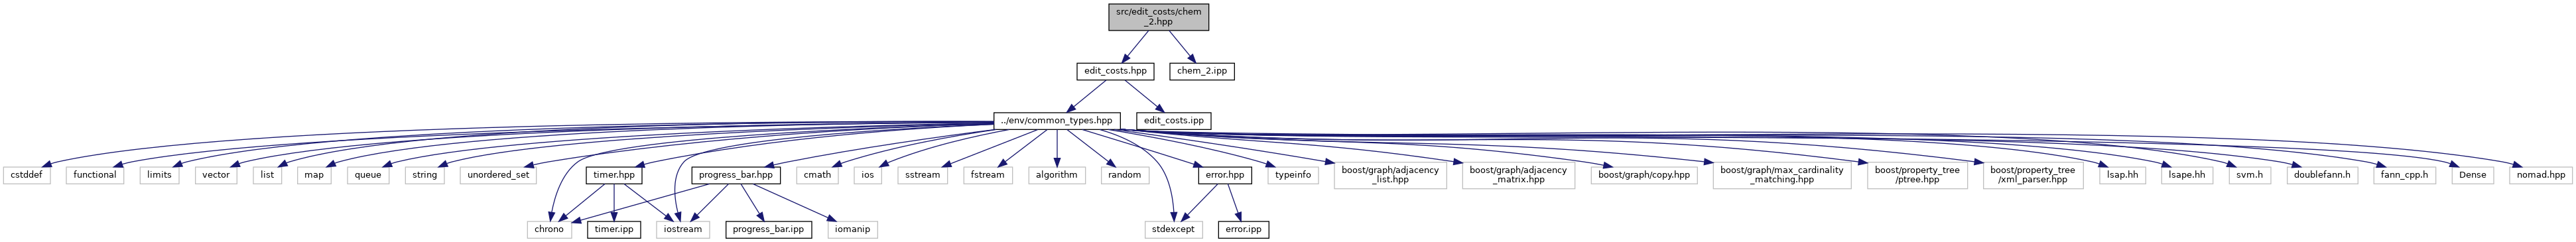 src/edit_costs/chem
_2.hpp
edit_costs.hpp
chem_2.ipp
../env/common_types.hpp
edit_costs.ipp
cstddef
functional
limits
vector
list
map
queue
string
unordered_set
timer.hpp
progress_bar.hpp
cmath
ios
sstream
fstream
algorithm
random
error.hpp
typeinfo
boost/graph/adjacency
_list.hpp
boost/graph/adjacency
_matrix.hpp
boost/graph/copy.hpp
boost/graph/max_cardinality
_matching.hpp
boost/property_tree
/ptree.hpp
boost/property_tree
/xml_parser.hpp
lsap.hh
lsape.hh
svm.h
doublefann.h
fann_cpp.h
Dense
nomad.hpp
chrono
timer.ipp
iostream
progress_bar.ipp
iomanip
stdexcept
error.ipp